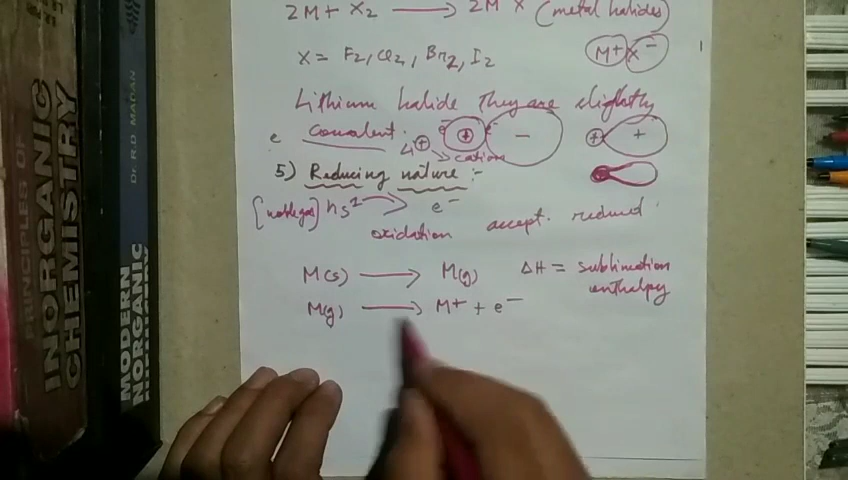 2M + X2 → 2M X (metal halides)
X = F2, Cl2, Br2, I2
M+ X-
Lithium halide They are slightly
covalent.
e
e-
+
-
+
+
Li +
cation
5) Reducing nature :-
[noble gas] ns1 → e-
oxidation accept reduced
M(s) → M(g) ΔH = sublimation
enthalpy
M(g) → M+ + e-
PRINCIPLES OF
INORGANIC
CHEMISTRY
MODERN
INORGANIC
Dr. R.D. MADAN